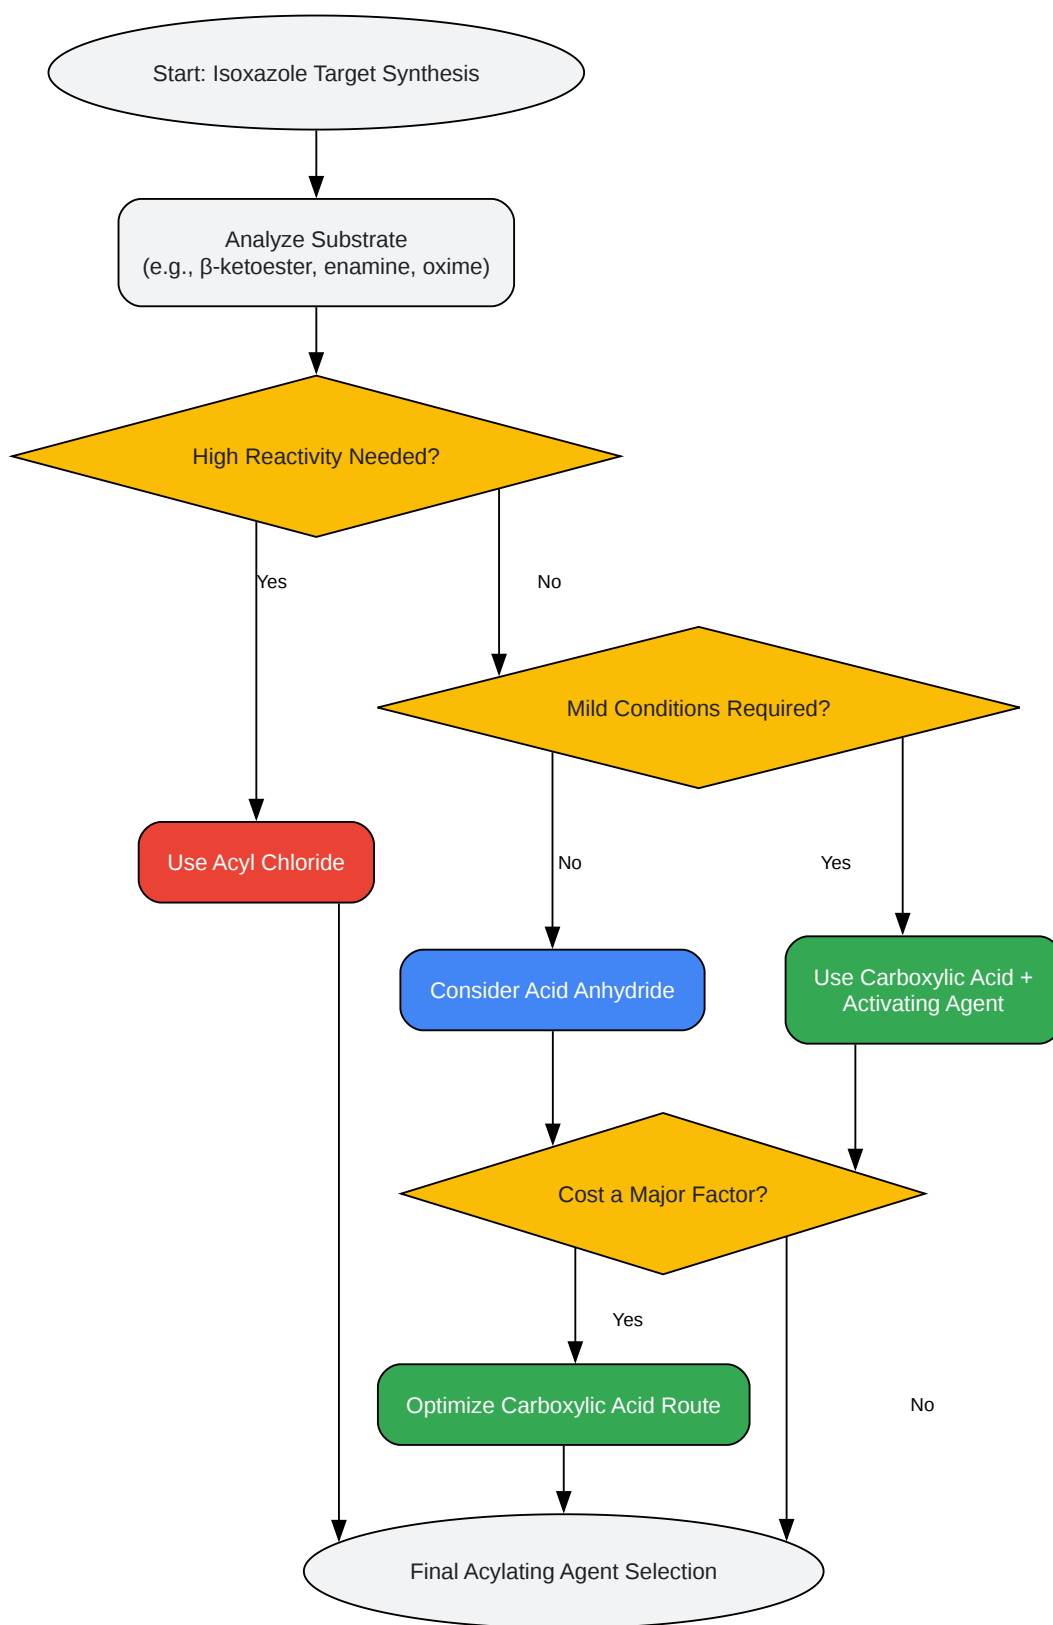 Start: Isoxazole Target Synthesis
Analyze Substrate
(e.g., β-ketoester, enamine, oxime)
High Reactivity Needed?
Yes
No
Mild Conditions Required?
Use Acyl Chloride
No
Yes
Consider Acid Anhydride
Use Carboxylic Acid +
Activating Agent
Cost a Major Factor?
Yes
Optimize Carboxylic Acid Route
No
Final Acylating Agent Selection